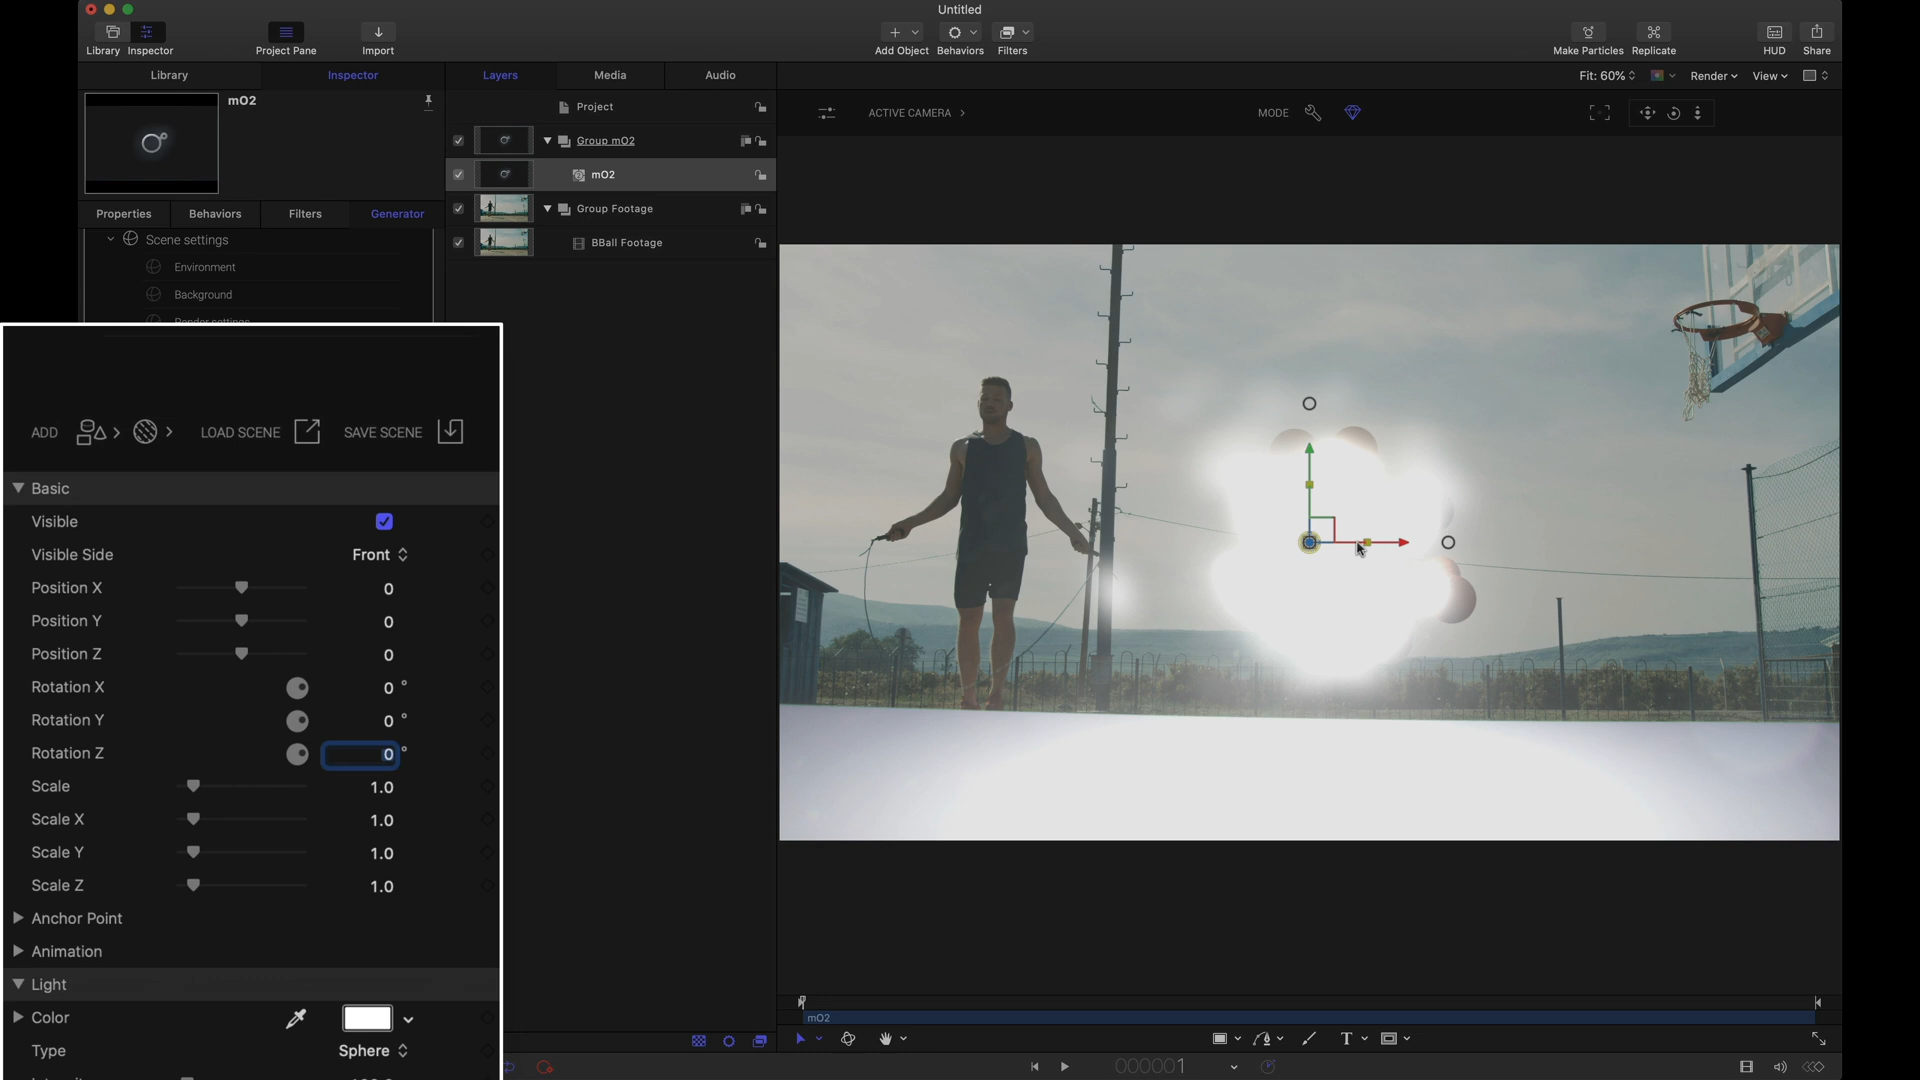 Untitled
Library
Inspector
Project Pane
Import
Add Object
Behaviors
Filters
Make Particles
Replicate
HUD
Share
Library
Inspector
Layers
Media
Audio
Fit: 60%
Render
View
mO2
Project
ACTIVE CAMERA
MODE
Group mO2
mO2
Properties
Behaviors
Filters
Generator
Group Footage
Scene settings
BBall Footage
Environment
Background
Render settings
ADD
LOAD SCENE
SAVE SCENE
Basic
Visible
Visible Side Front
Position X 0
Position Y 0
Position Z 0
Rotation X 0 °
Rotation Y 0 °
Rotation Z 0 °
Scale 1.0
Scale X 1.0
Scale Y 1.0
Scale Z 1.0
Anchor Point
Animation
Light
Color
Type Sphere
mO2
000001